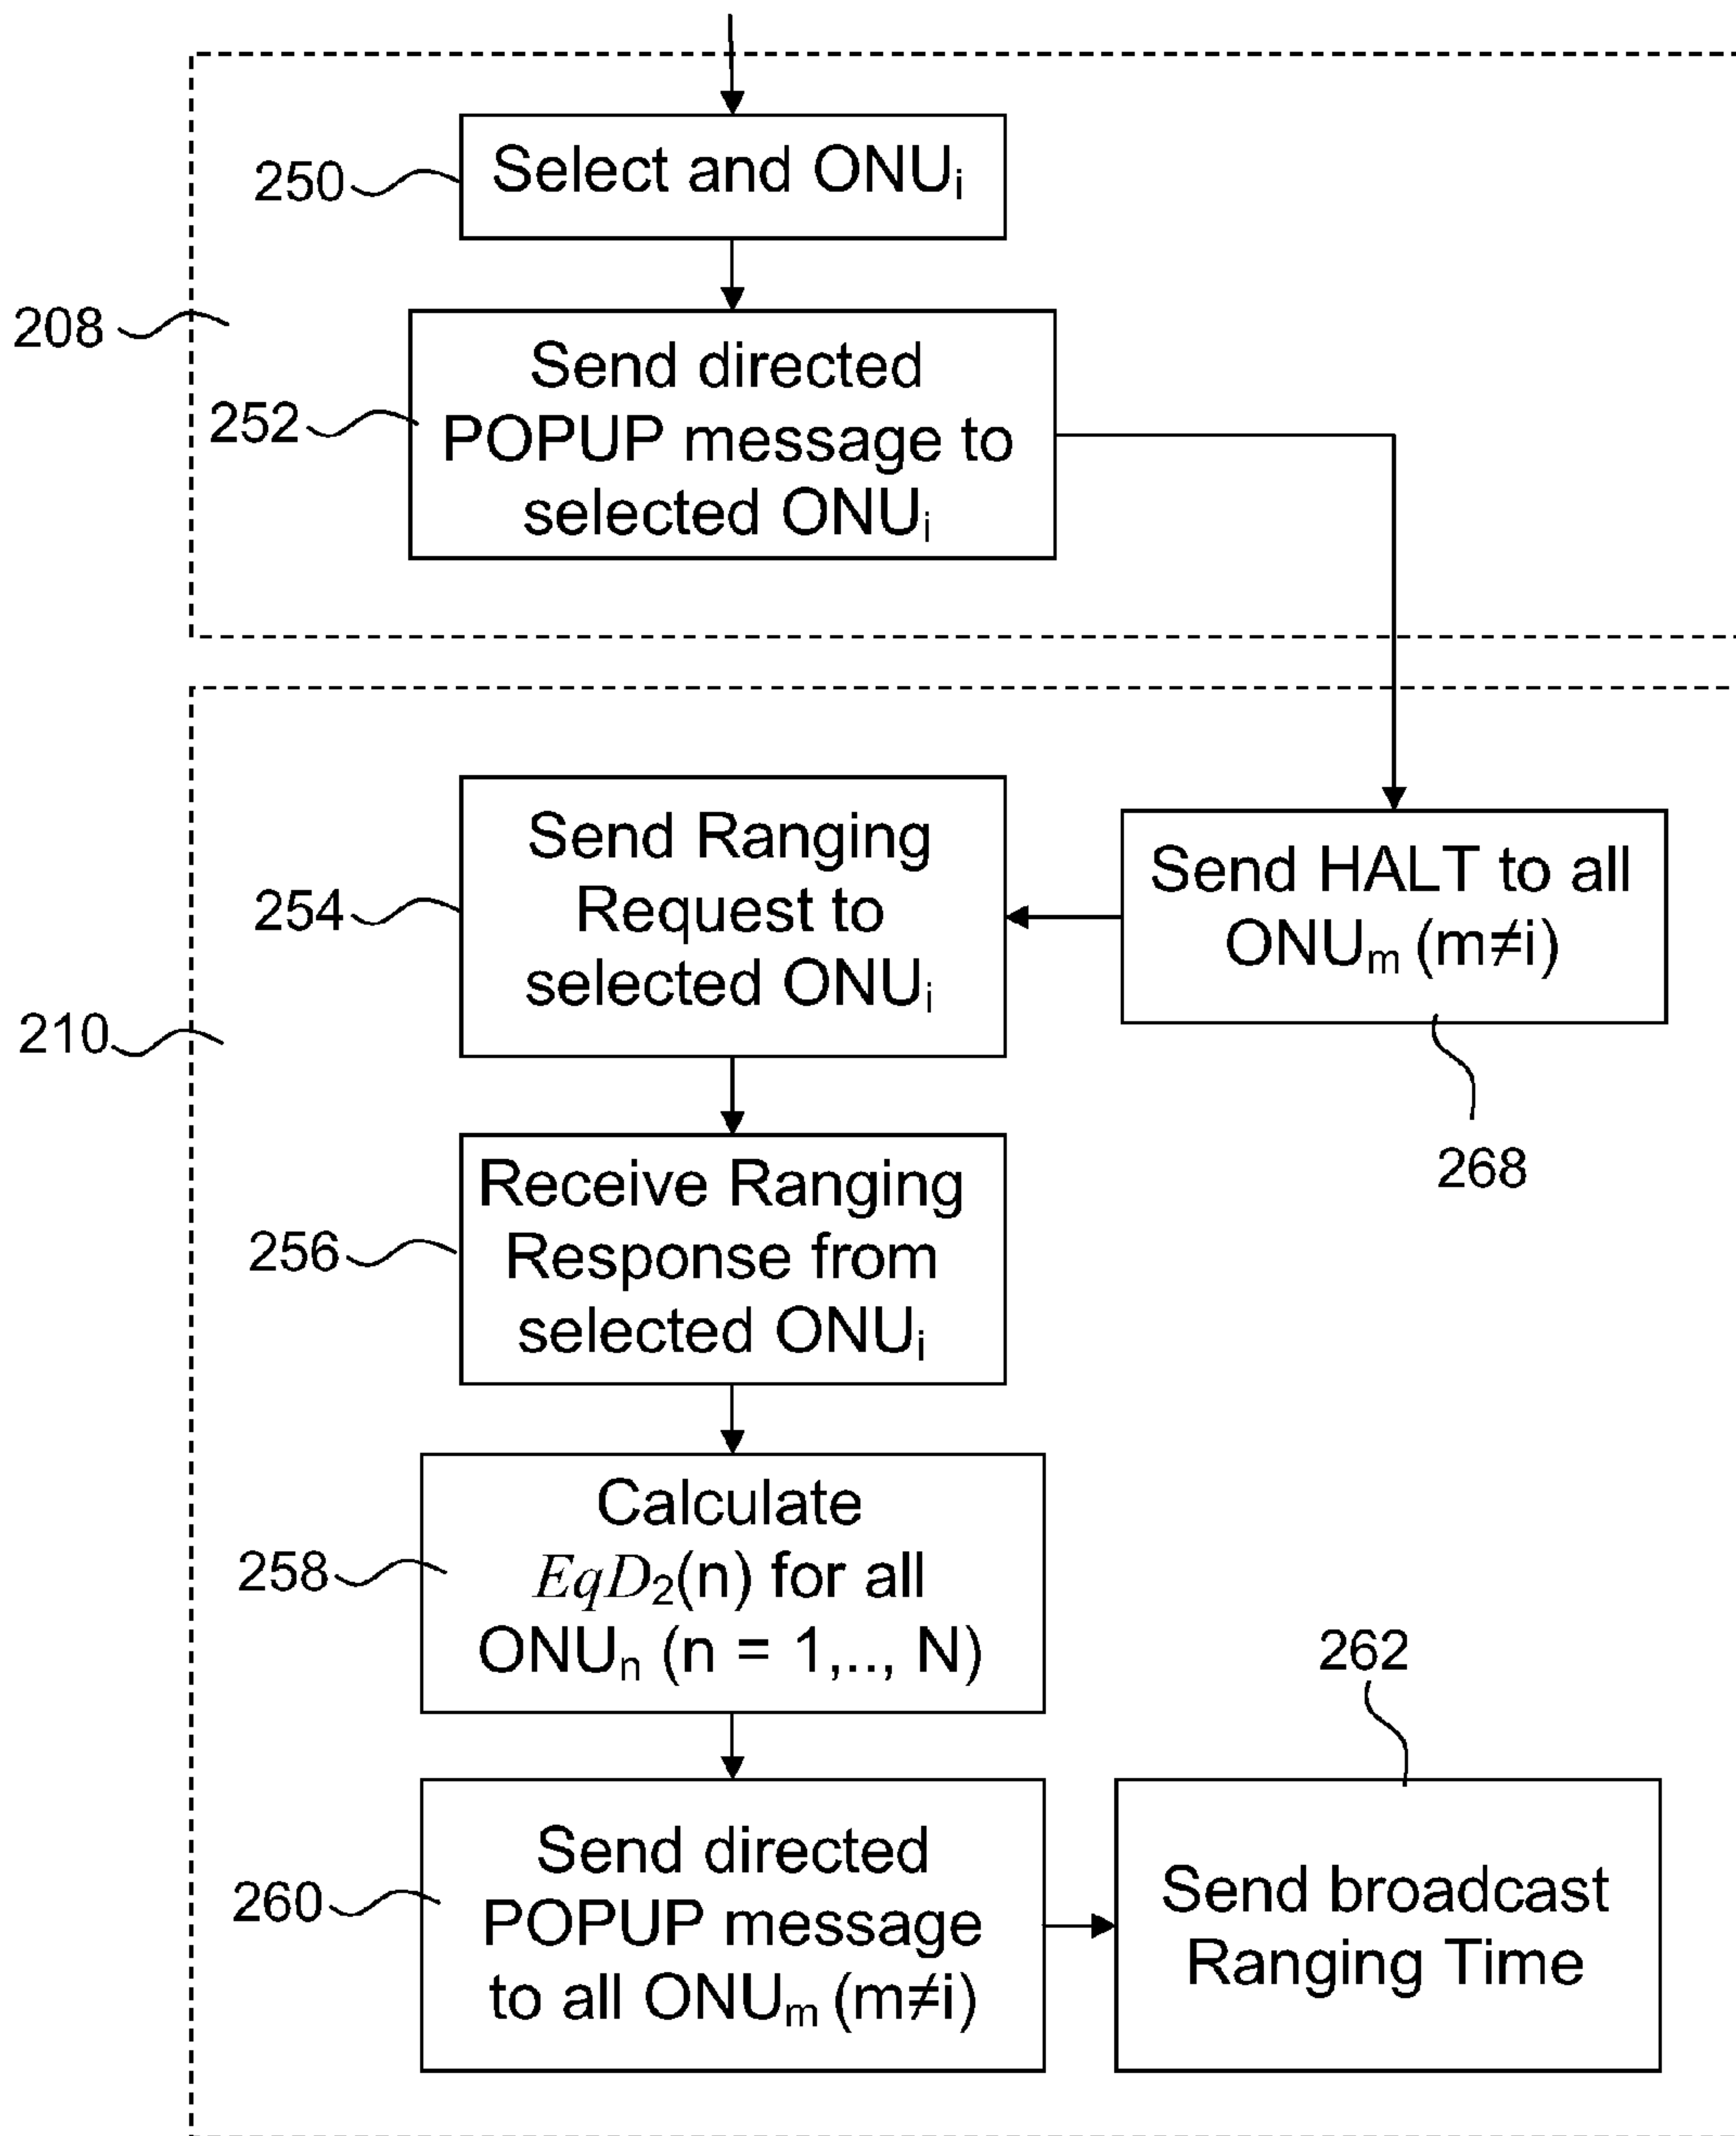 250
Select and ONUi
208
252
Send directed
POPUP message to
selected ONUi
254
Send Ranging
Request to
selected ONUi
Send HALT to all
ONUm (m≠i)
210
268
256
Receive Ranging
Response from
selected ONUi
258
Calculate
EqD2(n) for all
ONUn (n = 1,.., N)
262
260
Send directed
POPUP message
to all ONUm (m≠i)
Send broadcast
Ranging Time